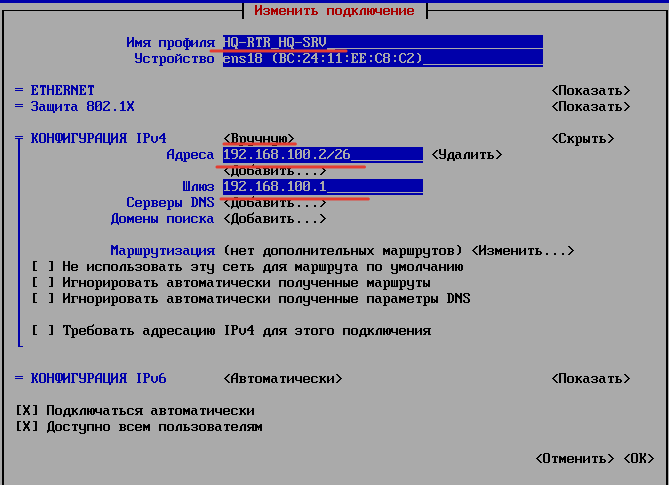 Изменить подключение
Имя профиля HQ-RTR_HQ-SRV
Устройство ens18 (BC:24:11:EE:C8:C2)
= ETHERNET <Показать>
= Защита 802.1X <Показать>
= КОНФИГУРАЦИЯ IPv4 <Вручную> <Скрыть>
Адреса 192.168.100.2/26 <Удалить>
<Добавить...>
Шлюз 192.168.100.1
Серверы DNS <Добавить...>
Домены поиска <Добавить...>
Маршрутизация (нет дополнительных маршрутов) <Изменить...>
[ ] Не использовать эту сеть для маршрута по умолчанию
[ ] Игнорировать автоматически полученные маршруты
[ ] Игнорировать автоматически полученные параметры DNS
[ ] Требовать адресацию IPv4 для этого подключения
= КОНФИГУРАЦИЯ IPv6 <Автоматически> <Показать>
[X] Подключаться автоматически
[X] Доступно всем пользователям
<Отменить> <OK>